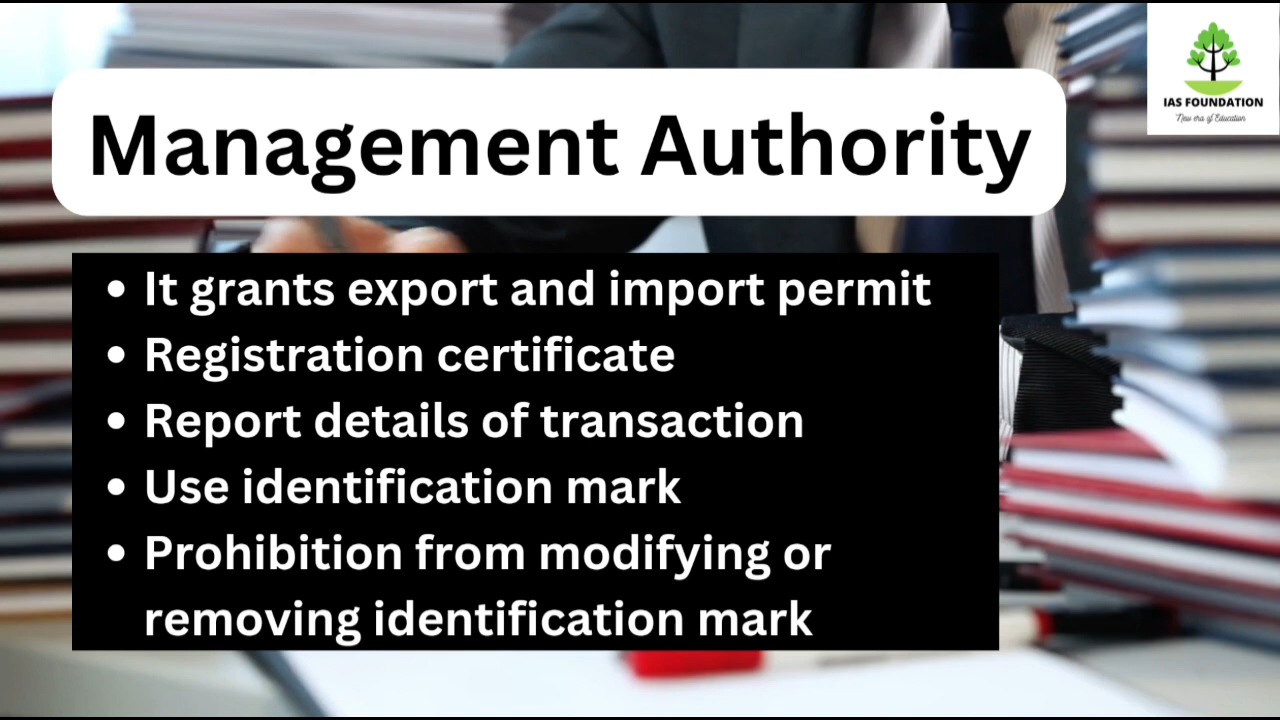 IAS FOUNDATION
New era of Education
Management Authority
• It grants export and import permit
• Registration certificate
• Report details of transaction
• Use identification mark
• Prohibition from modifying or
removing identification mark